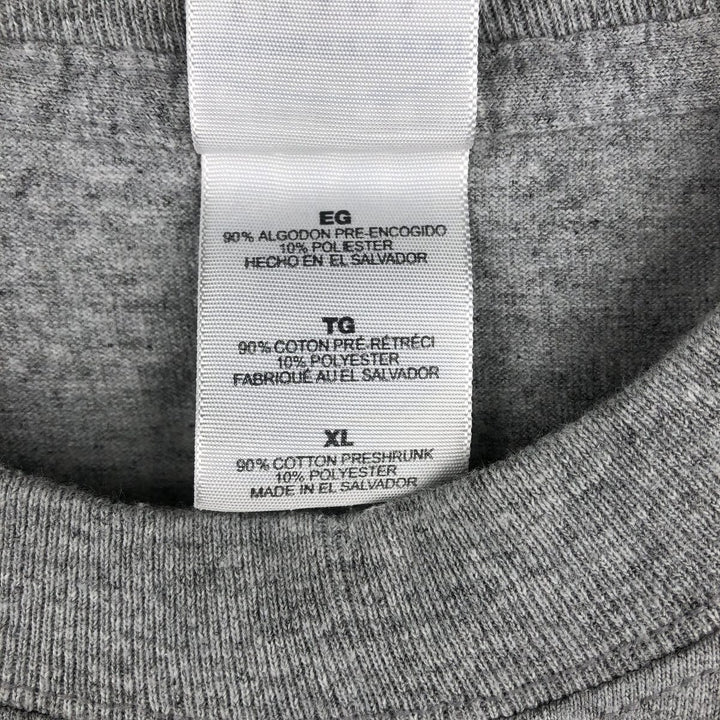 EG
90% ALGODON PRE-ENCOGIDO
10% POLIESTER
HECHO EN EL SALVADOR
TG
90% COTON PRÉ-RÉTRÉCI
10% POLYESTER
FABRIQUÉ AU EL SALVADOR
XL
90% COTTON PRESHRUNK
10% POLYESTER
MADE IN EL SALVADOR